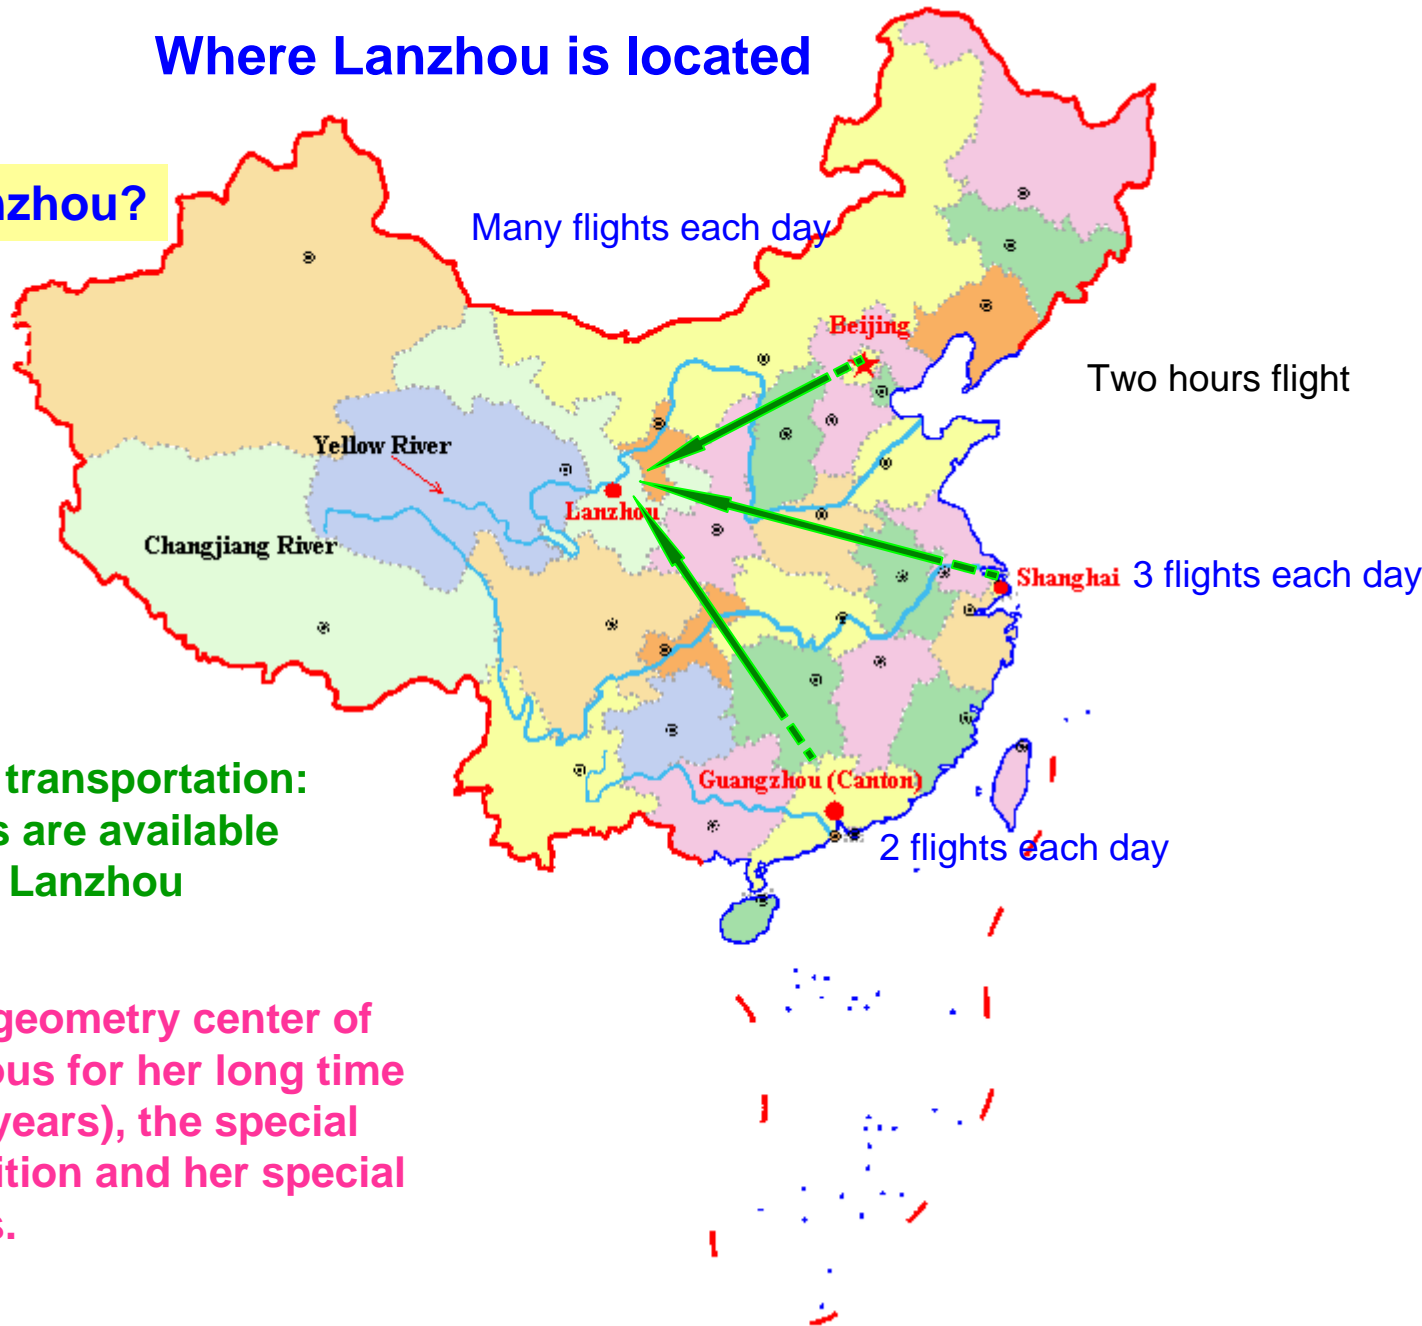 Where Lanzhou is located
nzhou?
Many flights each day
Beijing
Two hours flight
Yellow River
Lanzhou
Changjiang River
Shanghai
3 flights each day
transportation:
s are available
Lanzhou
Guangzhou (Canton)
2 flights each day
geometry center of
ous for her long time
years), the special
ition and her special
s.